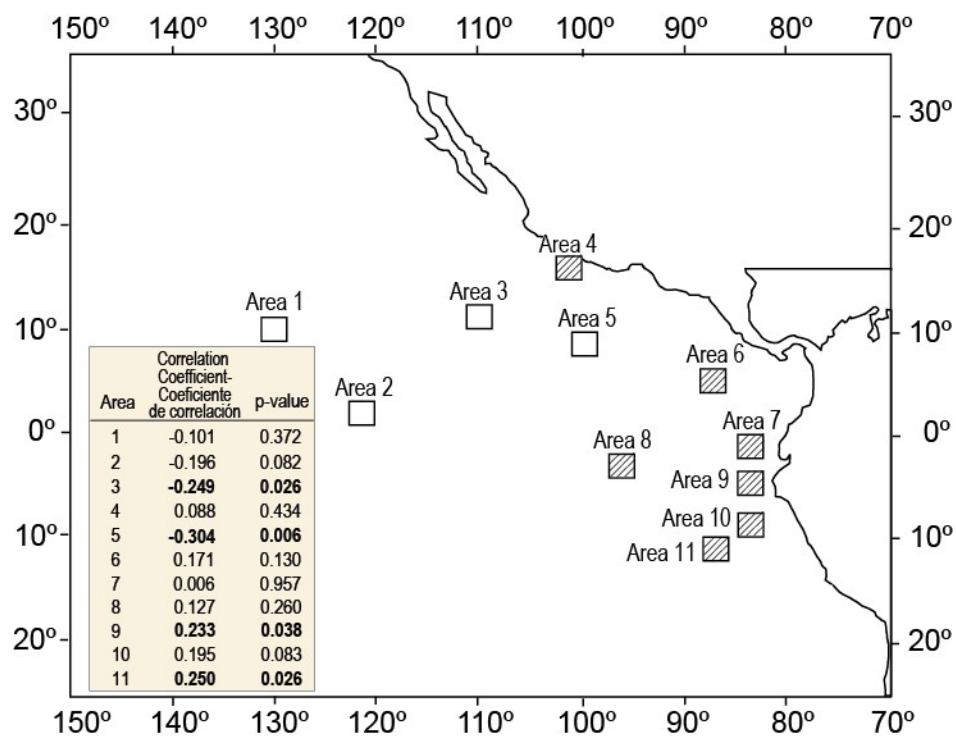 150º 140º 130º 120º 110º 100º 90º 80º 70º
30º 30º
20º 20º
Area 4
Area 1 Area 3
10º Area 5 10º
Area 6
Area 2
0º Area 7 0º
Area 8
Area 9
Area 10
10º 10º
Area 11
20º 20º
Correlation
Coefficient-
Coeficiente
Area de correlación p-value
1 -0.101 0.372
2 -0.196 0.082
3 -0.249 0.026
4 0.088 0.434
5 -0.304 0.006
6 0.171 0.130
7 0.006 0.957
8 0.127 0.260
9 0.233 0.038
10 0.195 0.083
11 0.250 0.026
150º 140º 130º 120º 110º 100º 90º 80º 70º